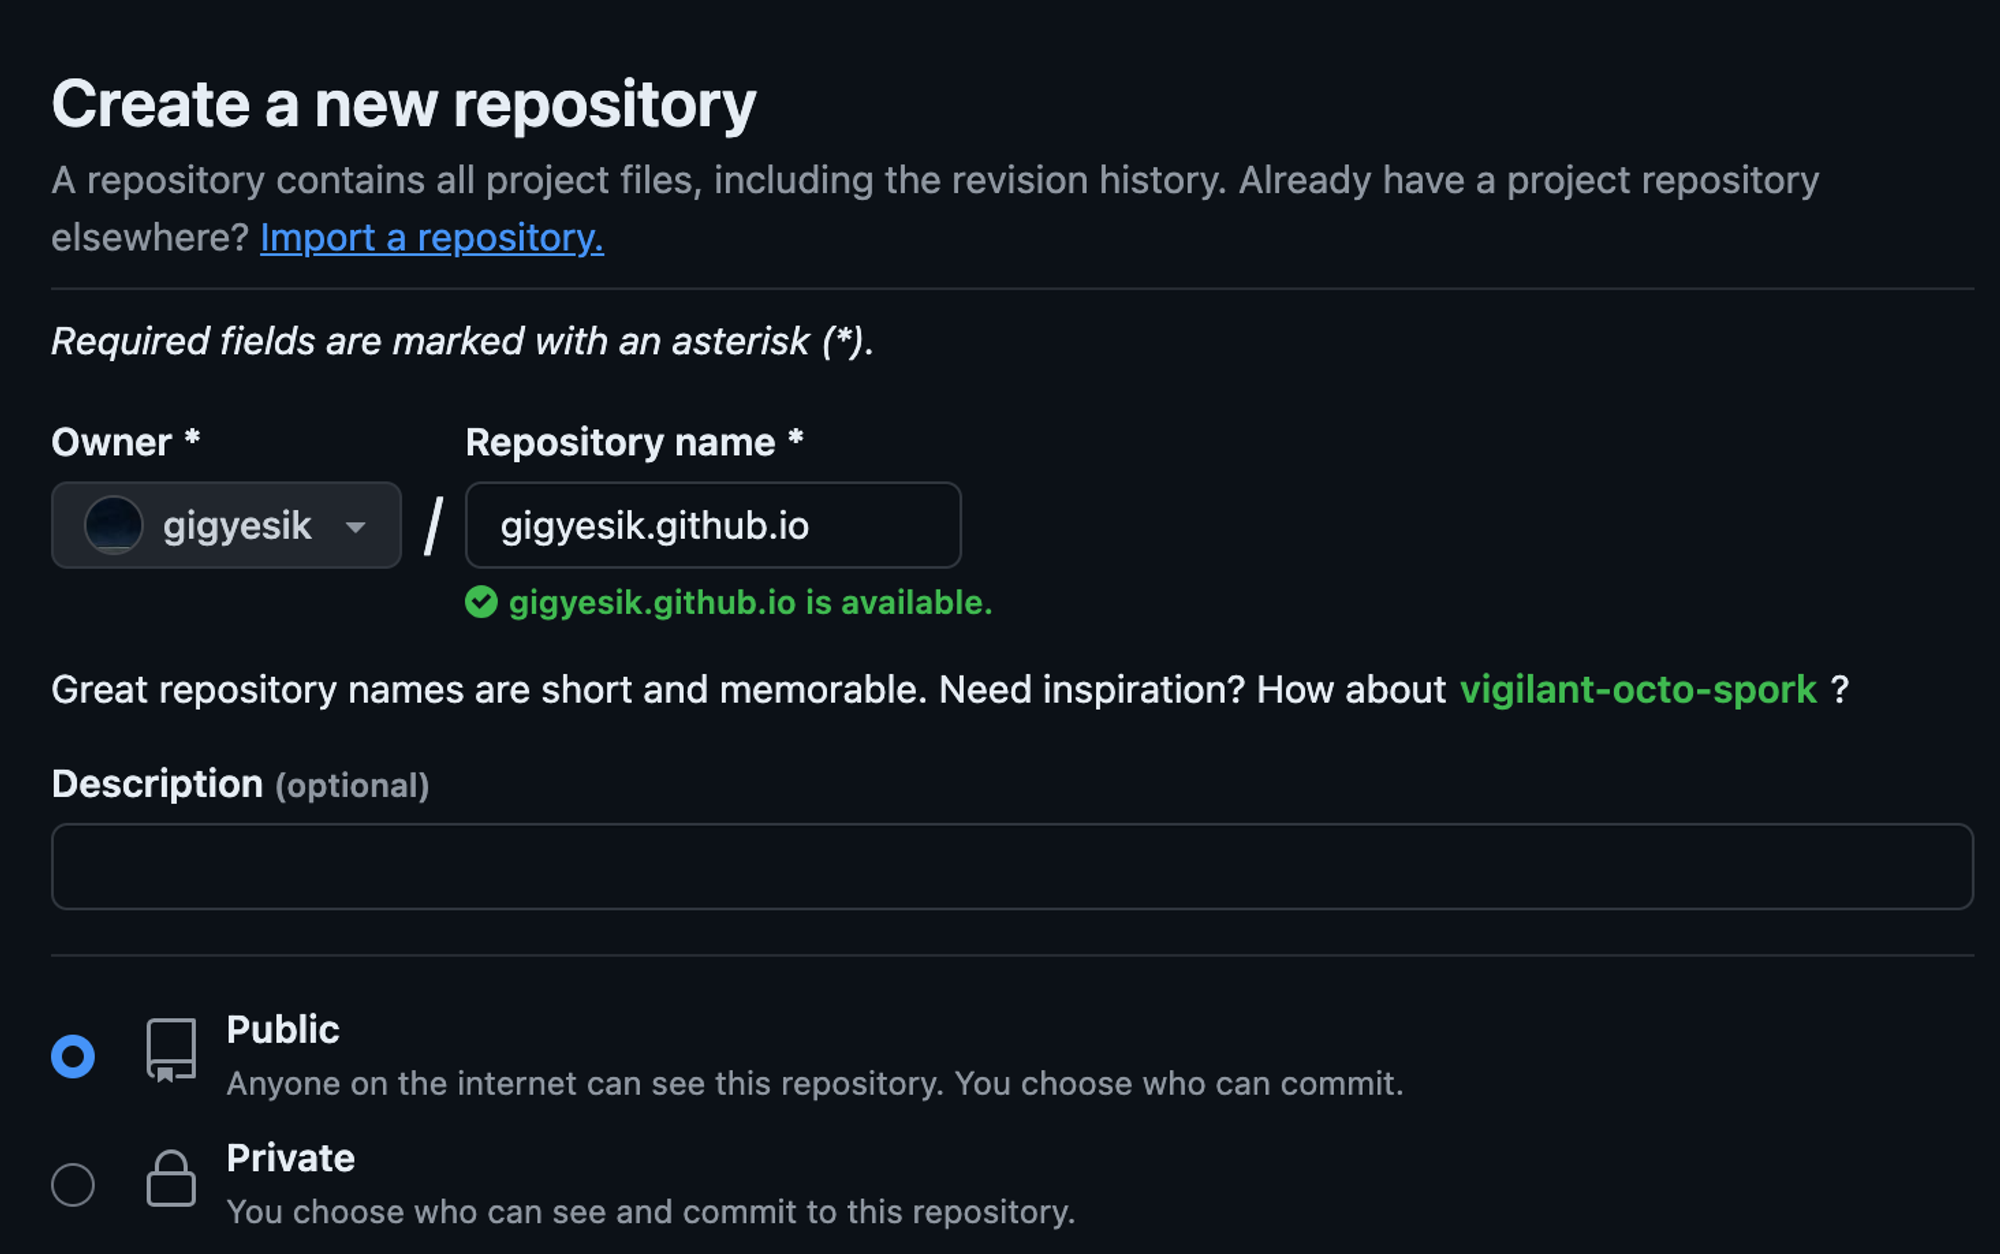 Create a new repository
A repository contains all project files, including the revision history. Already have a project repository
elsewhere? Import a repository.
Required fields are marked with an asterisk (*).
Owner * Repository name *
gigyesik / gigyesik.github.io
gigyesik.github.io is available.
Great repository names are short and memorable. Need inspiration? How about vigilant-octo-spork ?
Description (optional)
Public
Anyone on the internet can see this repository. You choose who can commit.
Private
You choose who can see and commit to this repository.